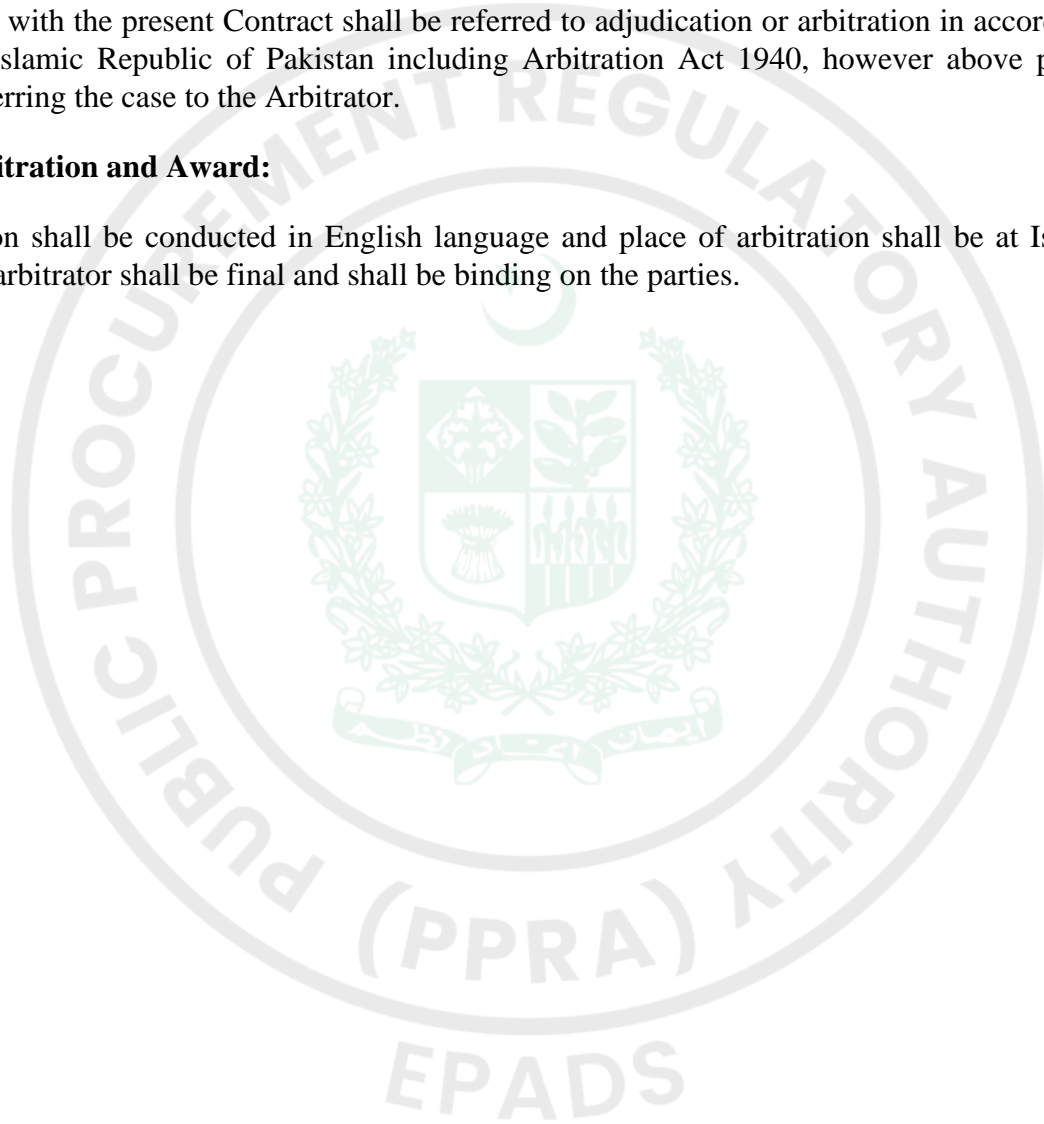 with the present Contract shall be referred to adjudication or arbitration in accor
slamic Republic of Pakistan including Arbitration Act 1940, however above p
erring the case to the Arbitrator.
itration and Award:
on shall be conducted in English language and place of arbitration shall be at Is
arbitrator shall be final and shall be binding on the parties.
PUBLIC PROCUREMENT REGULATORY AUTHORITY
(PPRA)
EPADS